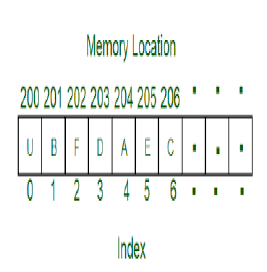 Memory Location
200 201 202 203 204 205 206 . . .
U B F D A E C . . .
0 1 2 3 4 5 6 . . .
Index